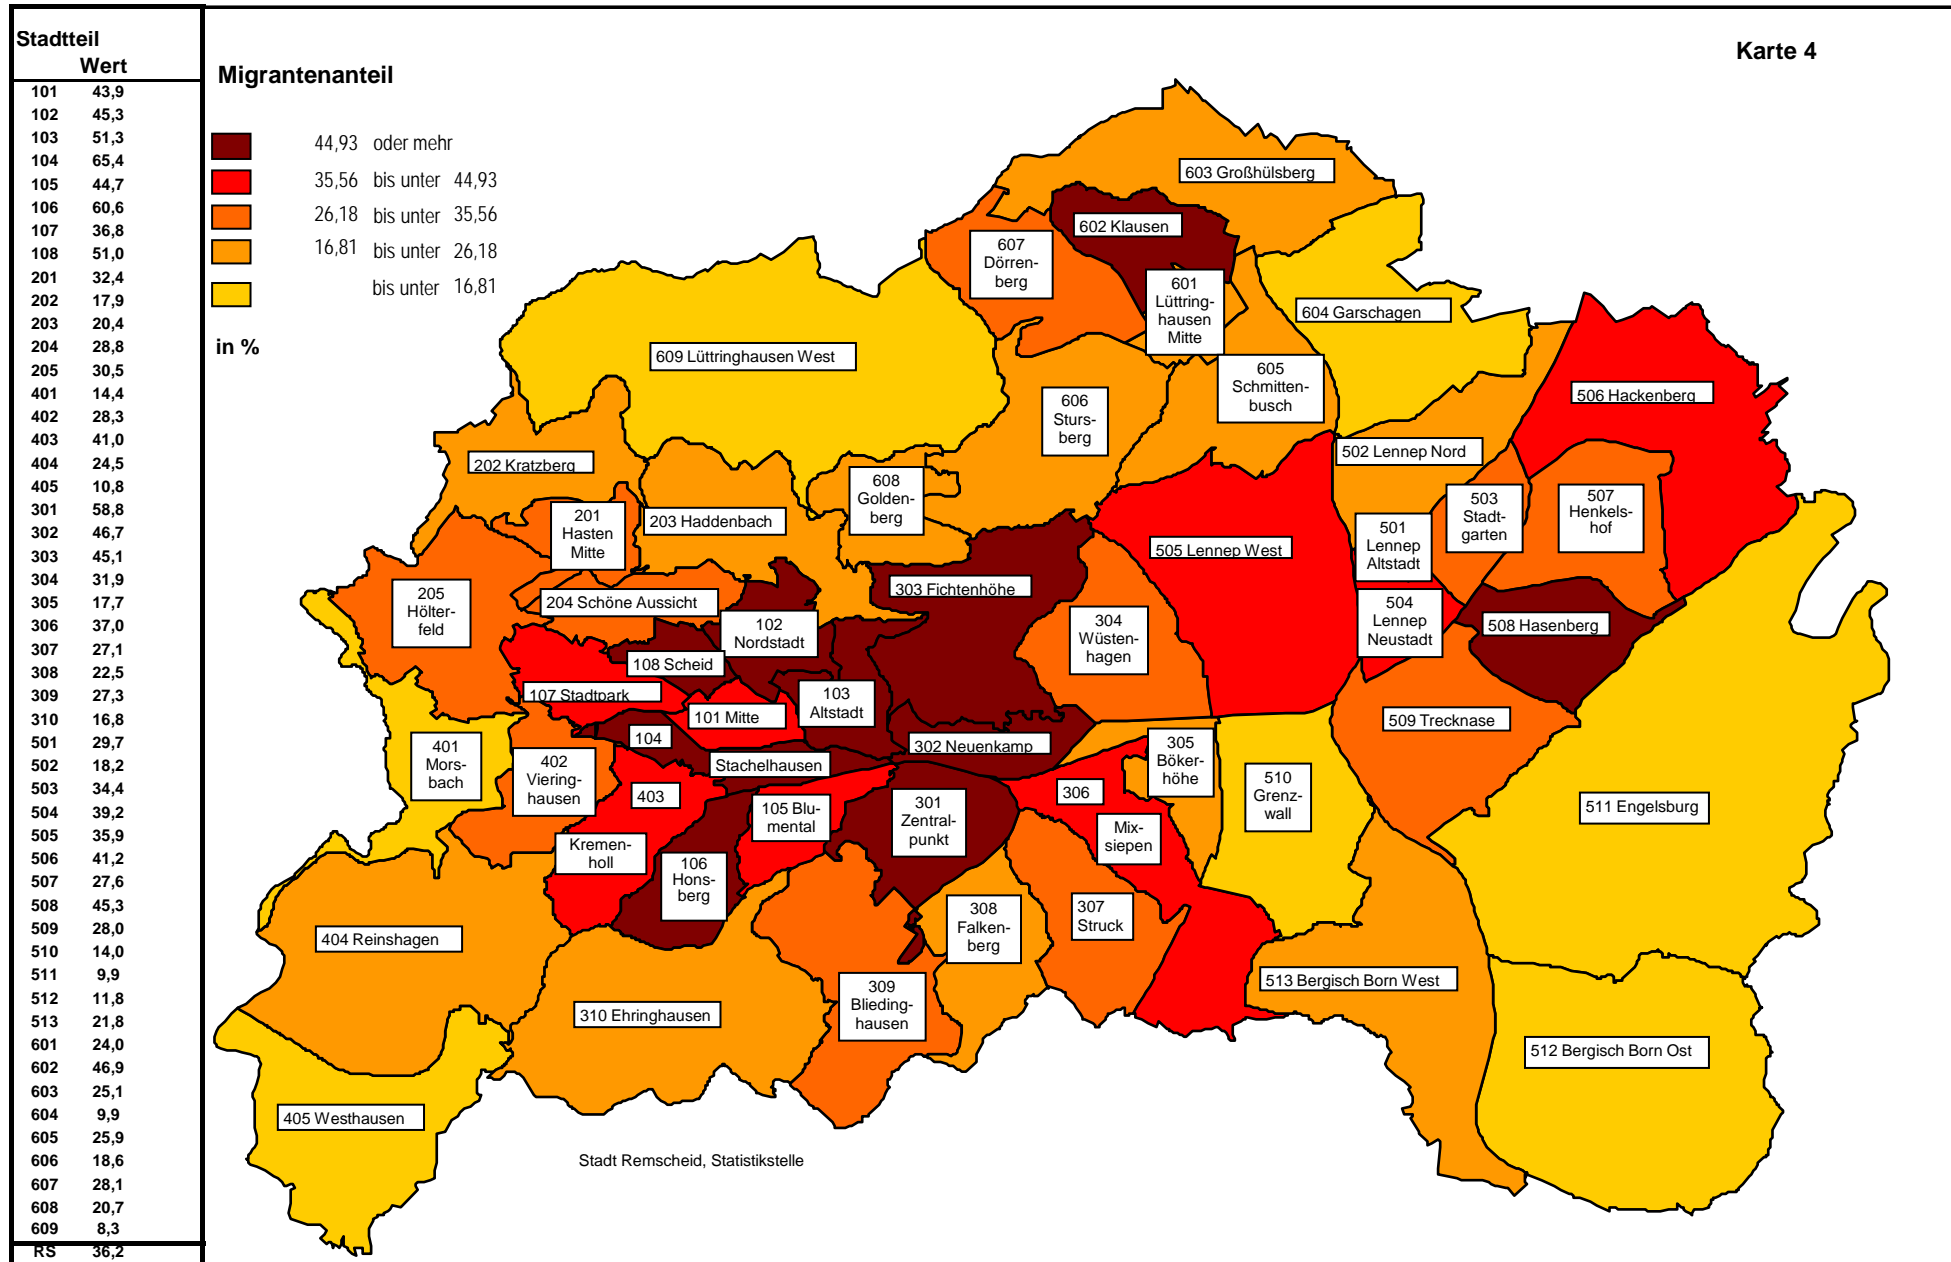 Stadtteil
Wert
101 43,9
102 45,3
103 51,3
104 65,4
105 44,7
106 60,6
107 36,8
108 51,0
201 32,4
202 17,9
203 20,4
204 28,8
205 30,5
401 14,4
402 28,3
403 41,0
404 24,5
405 10,8
301 58,8
302 46,7
303 45,1
304 31,9
305 17,7
306 37,0
307 27,1
308 22,5
309 27,3
310 16,8
501 29,7
502 18,2
503 34,4
504 39,2
505 35,9
506 41,2
507 27,6
508 45,3
509 28,0
510 14,0
511 9,9
512 11,8
513 21,8
601 24,0
602 46,9
603 25,1
604 9,9
605 25,9
606 18,6
607 28,1
608 20,7
609 8,3
RS 36,2
Karte 4
Migrantenanteil
44,93 oder mehr
35,56 bis unter 44,93
26,18 bis unter 35,56
16,81 bis unter 26,18
bis unter 16,81
in %
603 Großhülsberg
602 Klausen
607
Dörren-
berg
601
Lüttring-
hausen
Mitte
604 Garschagen
609 Lüttringhausen West
605
Schmitten-
busch
506 Hackenberg
606
Sturs-
berg
502 Lennep Nord
202 Kratzberg
608
Golden-
berg
503
Stadt-
garten
507
Henkels-
hof
201
Hasten
Mitte
203 Haddenbach
501
Lennep
Altstadt
505 Lennep West
303 Fichtenhöhe
205
Hölter-
feld
204 Schöne Aussicht
102
Nordstadt
304
Wüsten-
hagen
504
Lennep
Neustadt
508 Hasenberg
108 Scheid
107 Stadtpark
103
Altstadt
101 Mitte
509 Trecknase
104
Stachelhausen
302 Neuenkamp
305
Böker-
höhe
401
Mors-
bach
402
Viering-
hausen
510
Grenz-
wall
403
Kremen-
holl
105 Blu-
mental
301
Zentral-
punkt
306
Mix-
siepen
511 Engelsburg
106
Hons-
berg
308
Falken-
berg
307
Struck
404 Reinshagen
513 Bergisch Born West
309
Blieding-
hausen
310 Ehringhausen
512 Bergisch Born Ost
405 Westhausen
Stadt Remscheid, Statistikstelle